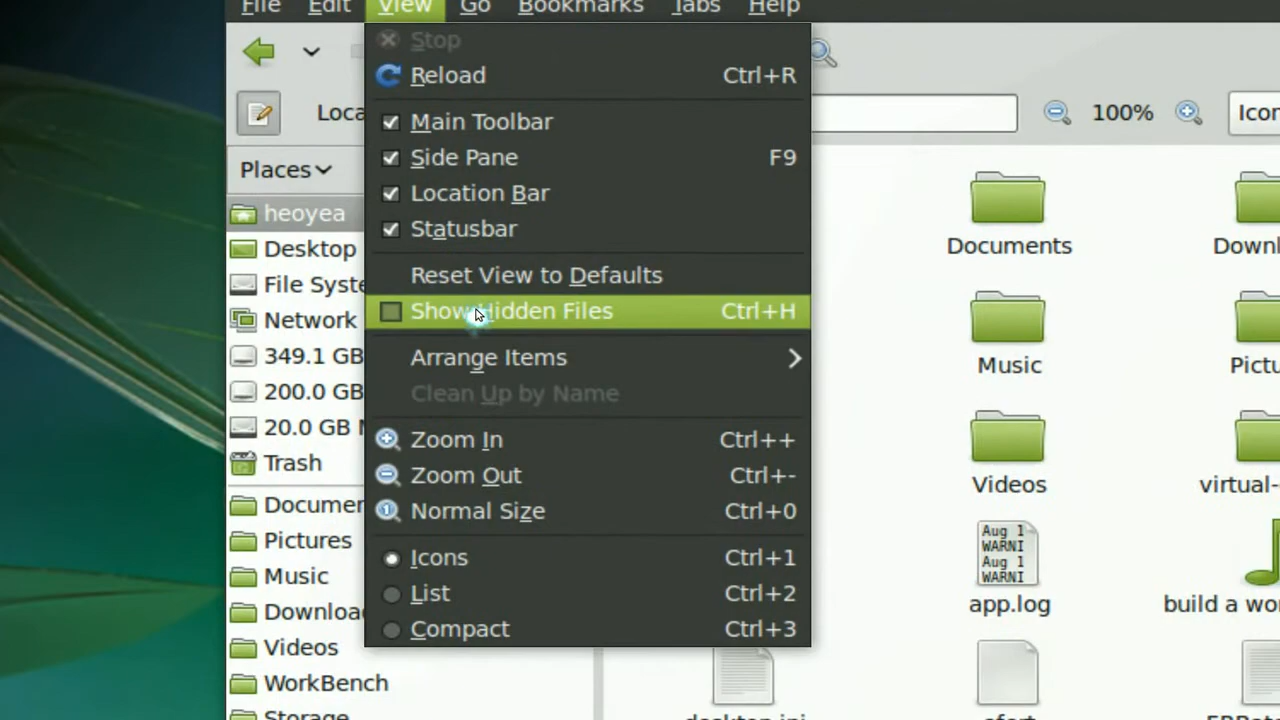 File Edit View Go Bookmarks Tabs Help
Stop
Reload Ctrl+R
Main Toolbar
Side Pane F9
Location Bar
Statusbar
Reset View to Defaults
Show Hidden Files Ctrl+H
Arrange Items
Clean Up by Name
Zoom In Ctrl++
Zoom Out Ctrl+-
Normal Size Ctrl+0
Icons Ctrl+1
List Ctrl+2
Compact Ctrl+3
Loca
100%
Icon
Places
heoyea
Desktop
File Syste
Network
349.1 GB
200.0 GB
20.0 GB
Trash
Documen
Pictures
Music
Download
Videos
WorkBench
Storage
Documents
Downl
Music
Pictu
Videos
virtual-
Aug 1
WARNI
Aug 1
WARNI
app.log
build a wo
desktop.ini